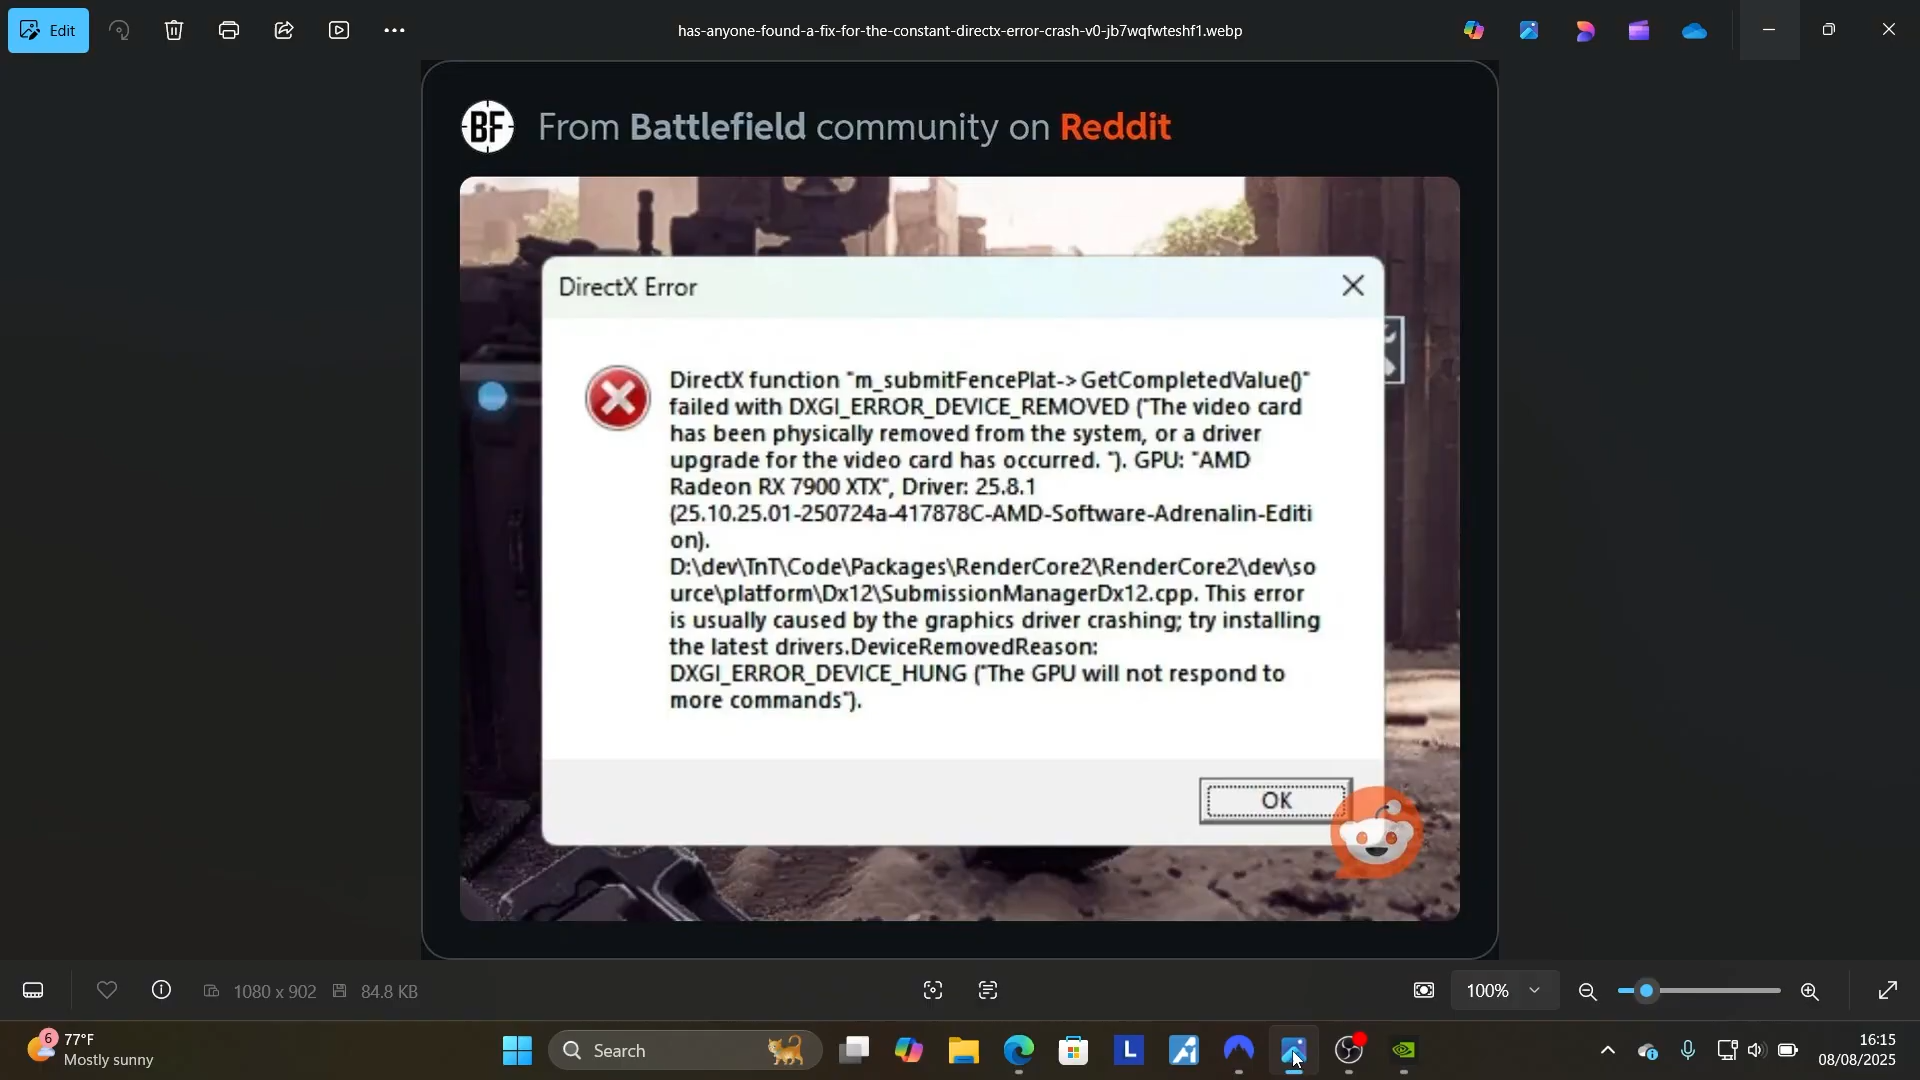 Edit
has-anyone-found-a-fix-for-the-constant-directx-error-crash-v0-jb7wqfwteshf1.webp
BF From Battlefield community on Reddit
DirectX Error
DirectX function "m_submitFencePlat->GetCompletedValue()"
failed with DXGI_ERROR_DEVICE_REMOVED ("The video card
has been physically removed from the system, or a driver
upgrade for the video card has occurred. "). GPU: "AMD
Radeon RX 7900 XTX", Driver: 25.8.1
(25.10.25.01-250724a-417878C-AMD-Software-Adrenalin-Editi
on).
D:\dev\TnT\Code\Packages\RenderCore2\RenderCore2\dev\so
urce\platform\Dx12\SubmissionManagerDx12.cpp. This error
is usually caused by the graphics driver crashing; try installing
the latest drivers.DeviceRemovedReason:
DXGI_ERROR_DEVICE_HUNG ("The GPU will not respond to
more commands").
OK
1080 x 902
84.8 KB
100%
6
77°F
Mostly sunny
Search
L
16:15
08/08/2025